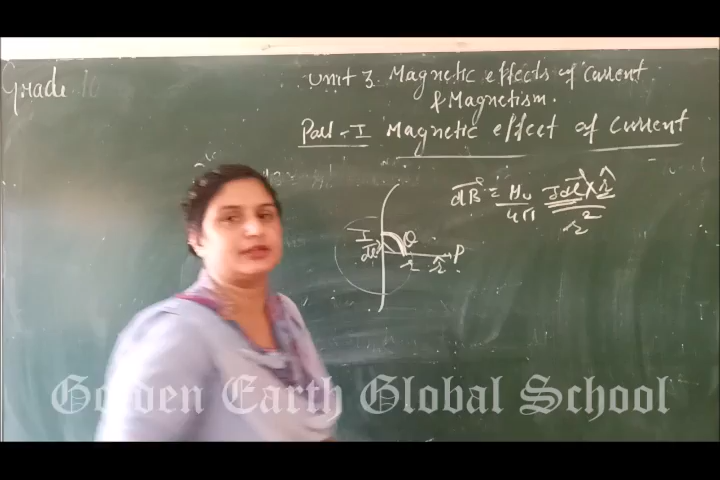 Grade 10
Unit 3. Magnetic effects of Current
& Magnetism.
Part-I Magnetic effect of Current
dB⃗ = μ₀/4π Idl⃗ × r̂/r²
I
dl
θ
r r̂ P
Golden Earth Global School